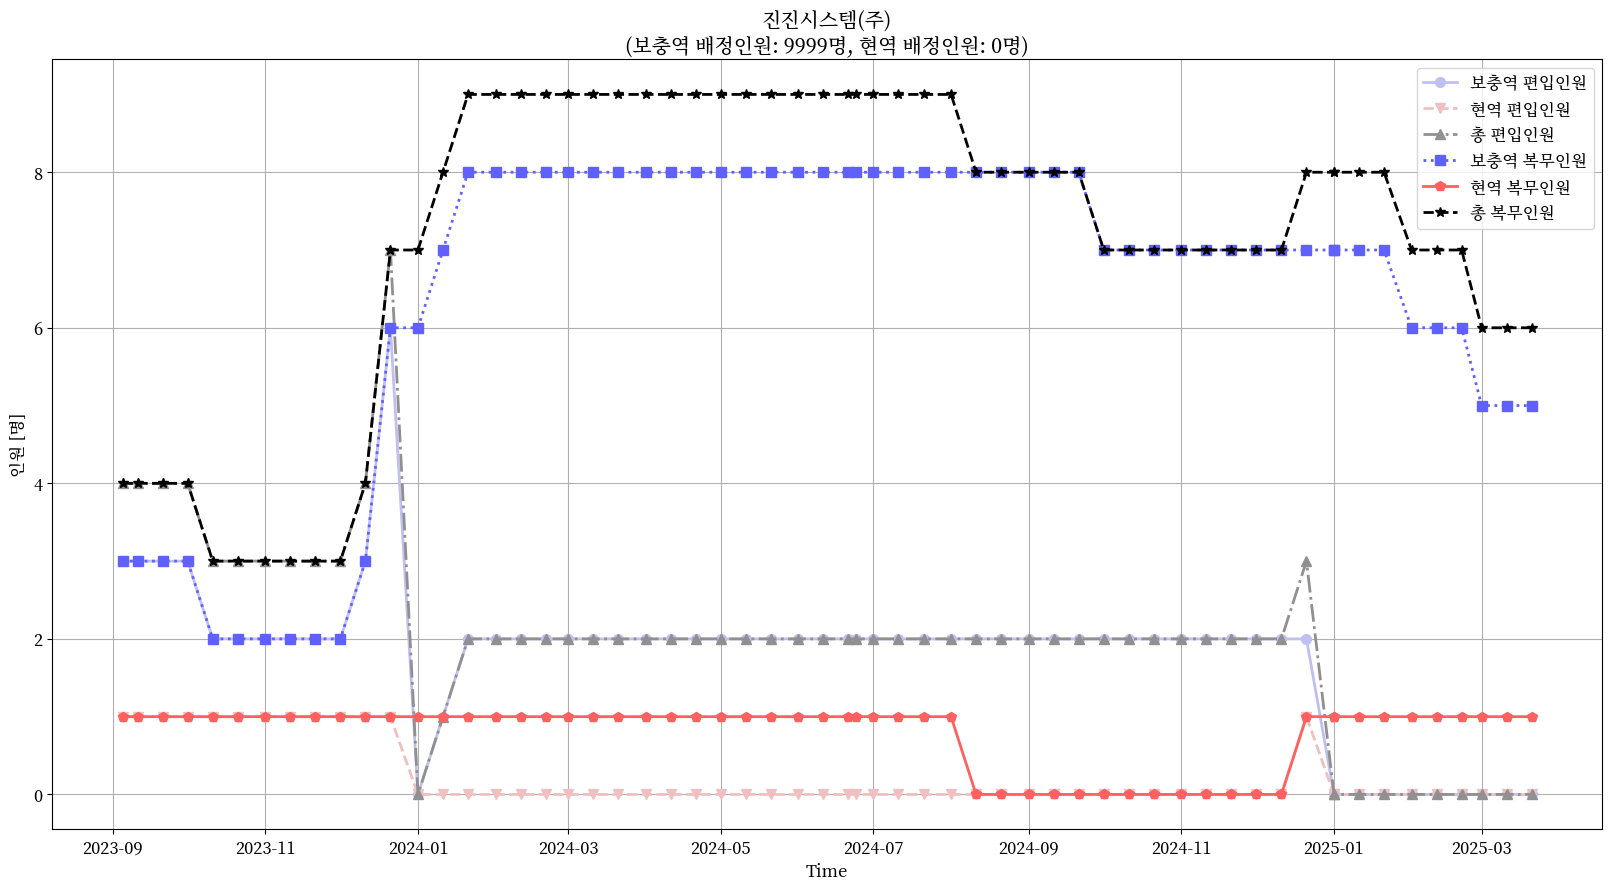 진진시스템(주)
(보충역 배정인원: 9999명, 현역 배정인원: 0명)
보충역 편입인원
현역 편입인원
총 편입인원
보충역 복무인원
현역 복무인원
총 복무인원
인원 [명]
8
6
4
2
0
2023-09
2023-11
2024-01
2024-03
2024-05
2024-07
2024-09
2024-11
2025-01
2025-03
Time